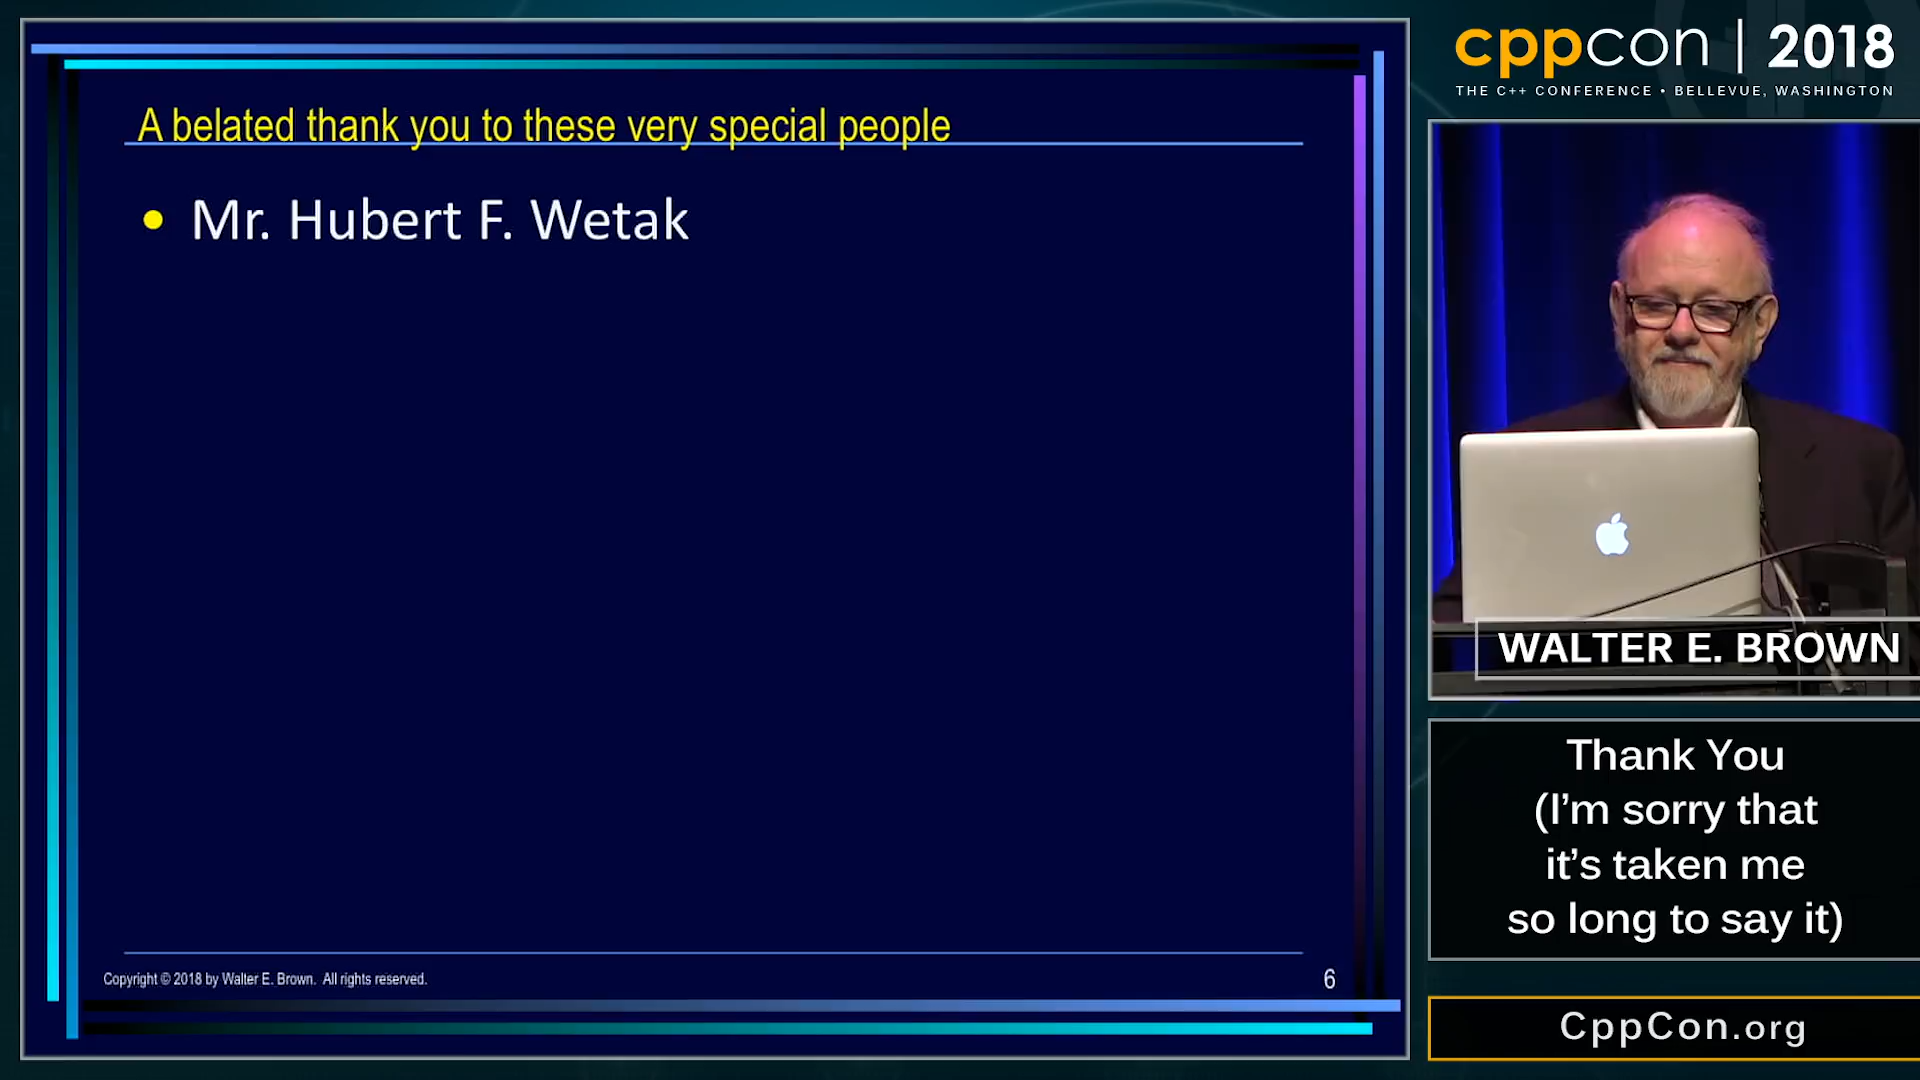 A belated thank you to these very special people
• Mr. Hubert F. Wetak
Copyright © 2018 by Walter E. Brown. All rights reserved.
6
cppcon | 2018
THE C++ CONFERENCE • BELLEVUE, WASHINGTON
WALTER E. BROWN
Thank You
(I’m sorry that
it’s taken me
so long to say it)
CppCon.org